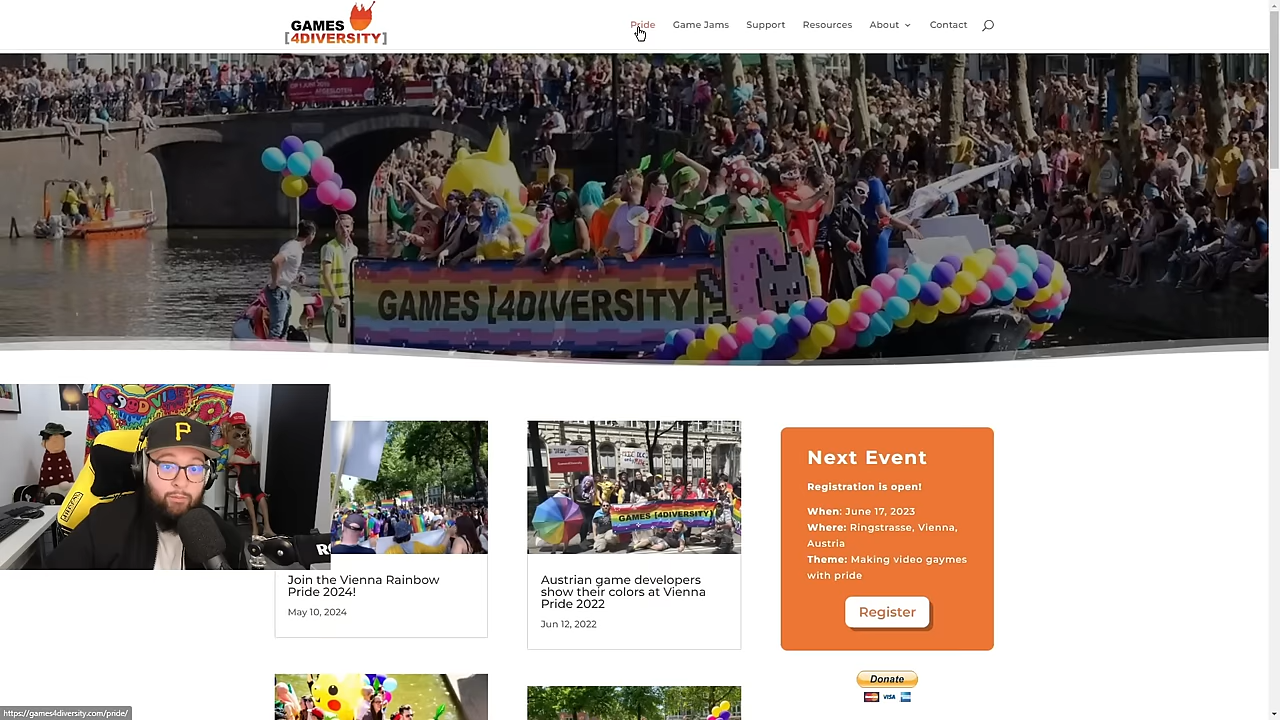 GAMES
[4DIVERSITY]
Pride
Game Jams
Support
Resources
About
Contact
GAMES [4DIVERSITY]
GAMES [4DIVERSITY]
P
Join the Vienna Rainbow
Pride 2024!
May 10, 2024
Austrian game developers
show their colors at Vienna
Pride 2022
Jun 12, 2022
Next Event
Registration is open!
When: June 17, 2023
Where: Ringstrasse, Vienna,
Austria
Theme: Making video gaymes
with pride
Register
Donate
VISA
https://games4diversity.com/pride/